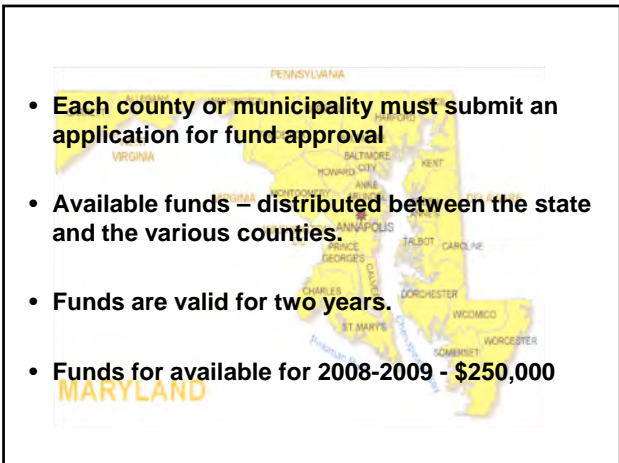 PENNSYLVANIA
• Each county or municipality must submit an
application for fund approval
HARFORD
VIRGINIA
BALTIMORE
CITY
KENT
HOWARD
ANNE
• Available funds – distributed between the state
and the various counties.
MONTGOMERY
ANNAPOLIS
TALBOT
CAROLINE
PRINCE
GEORGE'S
• Funds are valid for two years.
CHARLES
CALVERT
DORCHESTER
WICOMICO
ST MARY'S
WORCESTER
SOMERSET
• Funds for available for 2008-2009 - $250,000
MARYLAND